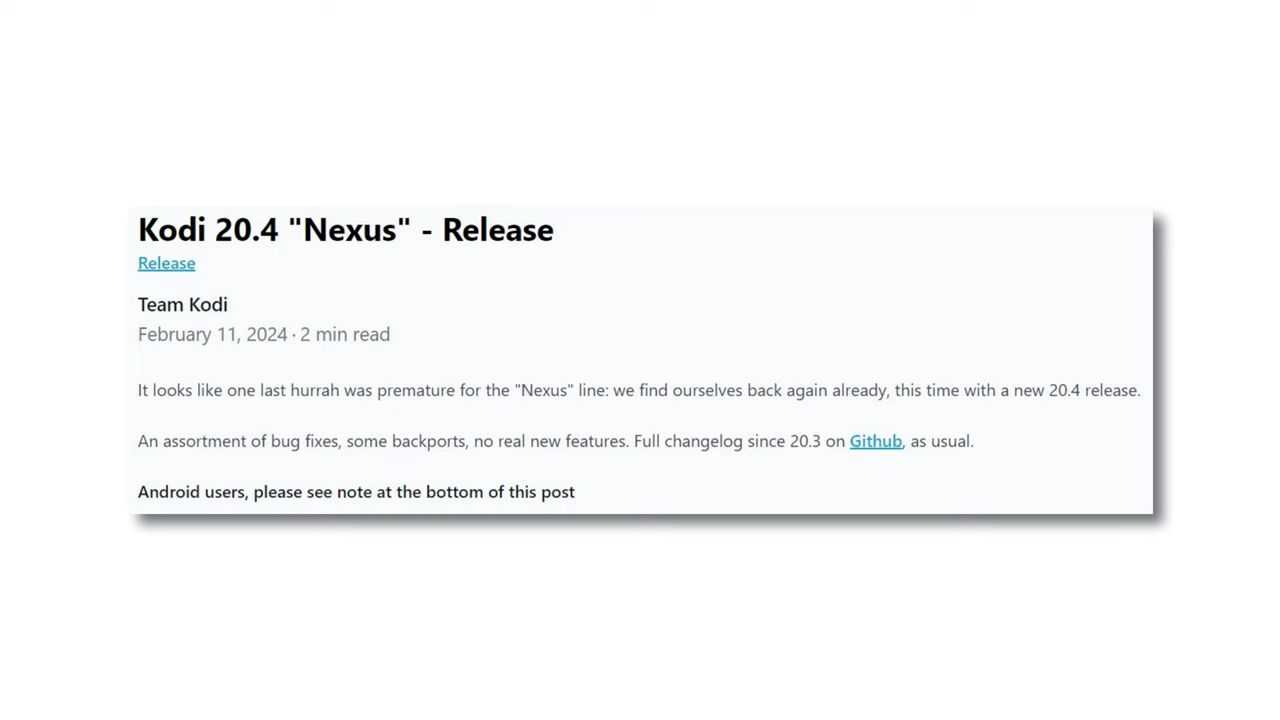 Kodi 20.4 "Nexus" - Release
Release
Team Kodi
February 11, 2024 · 2 min read
It looks like one last hurrah was premature for the "Nexus" line: we find ourselves back again already, this time with a new 20.4 release.
An assortment of bug fixes, some backports, no real new features. Full changelog since 20.3 on Github, as usual.
Android users, please see note at the bottom of this post